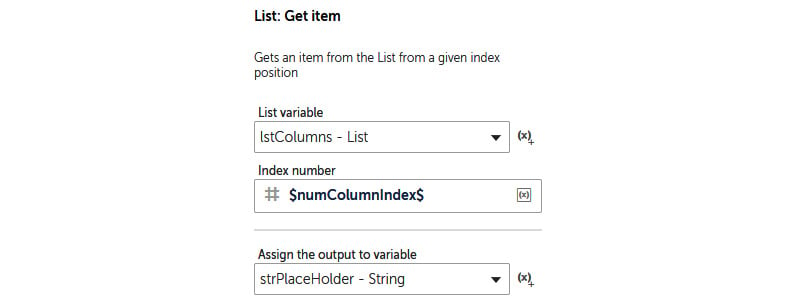 List: Get item
Gets an item from the List from a given index
position
List variable
lstColumns - List
(x)+
Index number
# $numColumnIndex$
(x)
Assign the output to variable
strPlaceHolder - String
(x)+